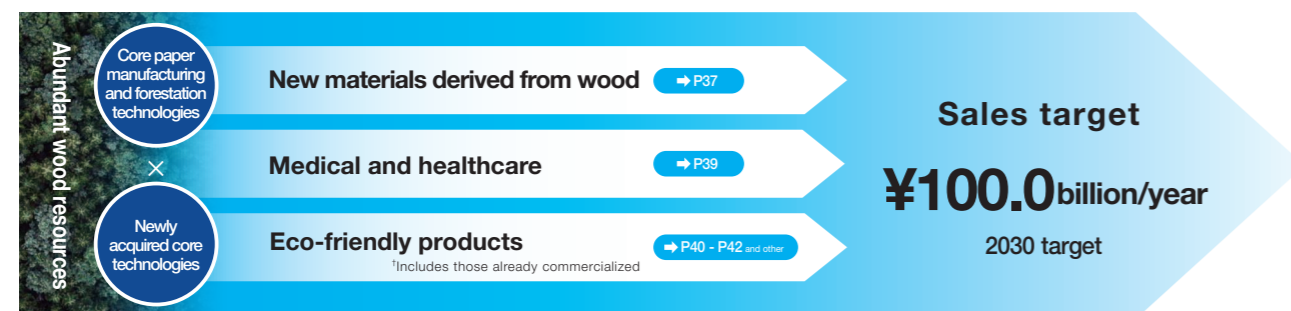 Abundant wood resources
Core paper
manufacturing
and forestation
technologies
×
Newly
acquired core
technologies
New materials derived from wood
➡ P37
Medical and healthcare
➡ P39
Eco-friendly products
†Includes those already commercialized
➡ P40 - P42 and other
Sales target
¥100.0 billion/year
2030 target